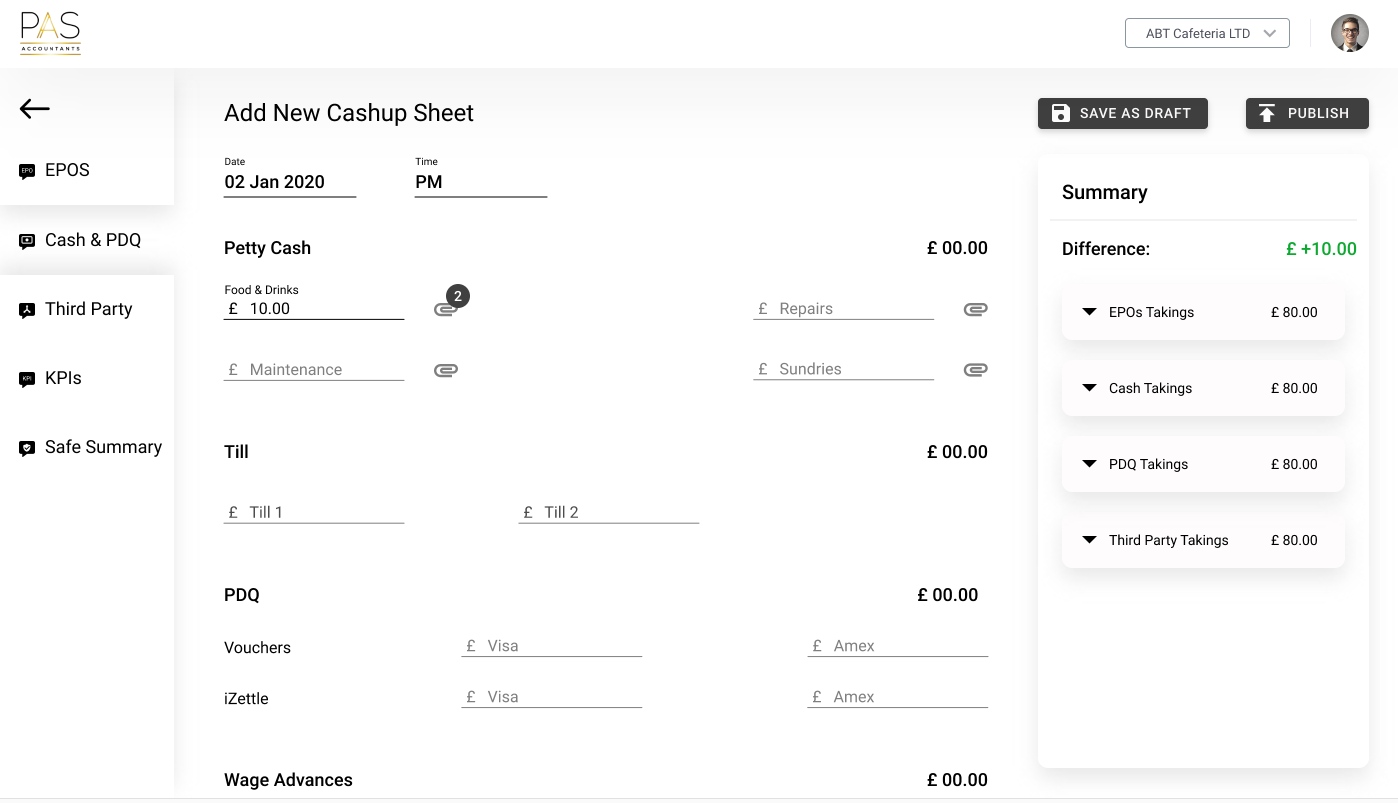 PAS
ACCOUNTANTS
ABT Cafeteria LTD
Add New Cashup Sheet
SAVE AS DRAFT
PUBLISH
EPO
EPOS
Cash & PDQ
Third Party
KPI
KPIs
Safe Summary
Date
02 Jan 2020
Time
PM
Petty Cash
£ 00.00
Food & Drinks
£ 10.00
2
£ Repairs
£ Maintenance
£ Sundries
Till
£ 00.00
£ Till 1
£ Till 2
PDQ
£ 00.00
Vouchers
£ Visa
£ Amex
iZettle
£ Visa
£ Amex
Wage Advances
£ 00.00
Summary
Difference:
£ +10.00
EPOs Takings
£ 80.00
Cash Takings
£ 80.00
PDQ Takings
£ 80.00
Third Party Takings
£ 80.00